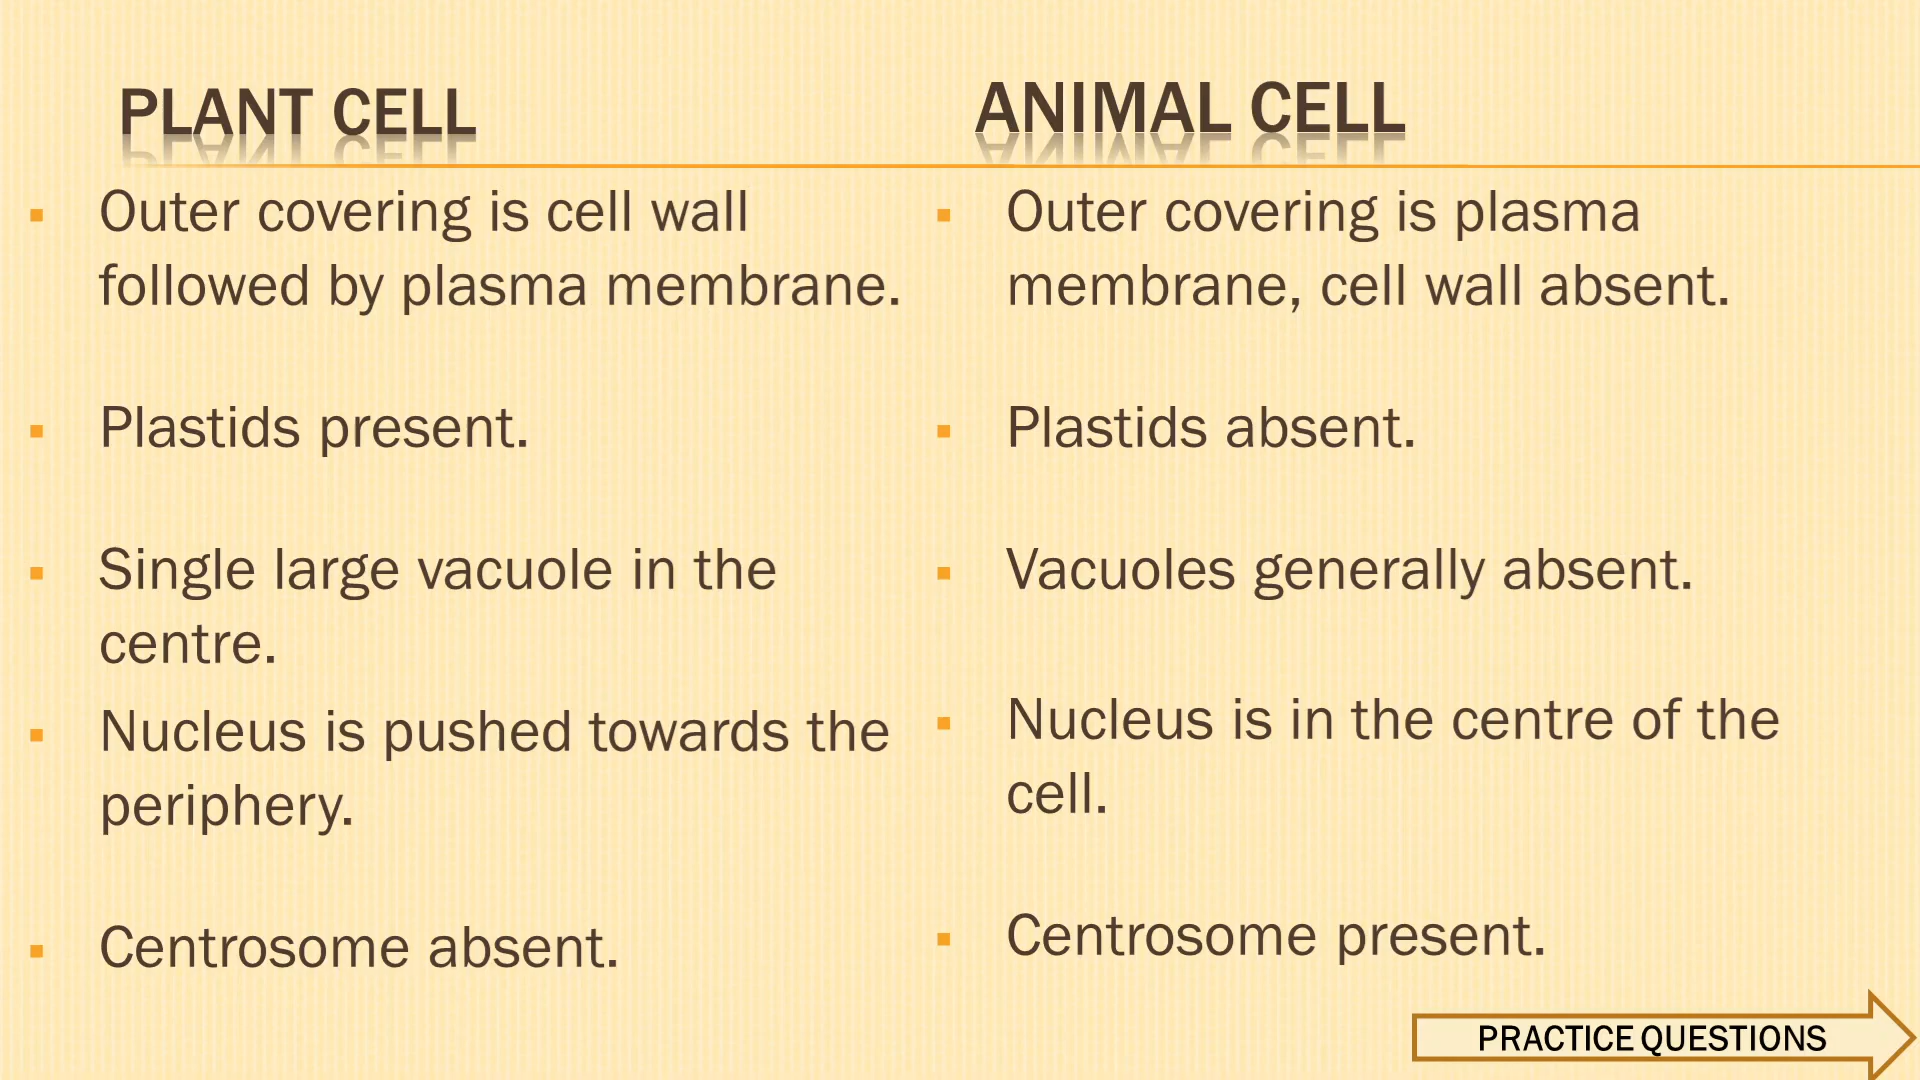 PLANT CELL
▪ Outer covering is cell wall
followed by plasma membrane.
▪ Plastids present.
▪ Single large vacuole in the
centre.
▪ Nucleus is pushed towards the
periphery.
▪ Centrosome absent.
ANIMAL CELL
▪ Outer covering is plasma
membrane, cell wall absent.
▪ Plastids absent.
▪ Vacuoles generally absent.
▪ Nucleus is in the centre of the
cell.
▪ Centrosome present.
PRACTICE QUESTIONS